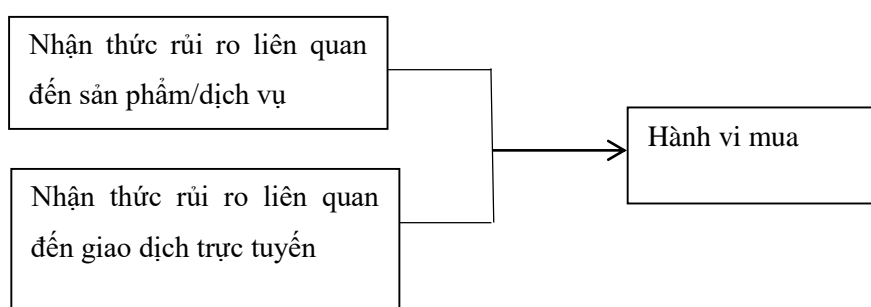 Nhận thức rủi ro liên quan
đến sản phẩm/dịch vụ
Hành vi mua
Nhận thức rủi ro liên quan
đến giao dịch trực tuyến